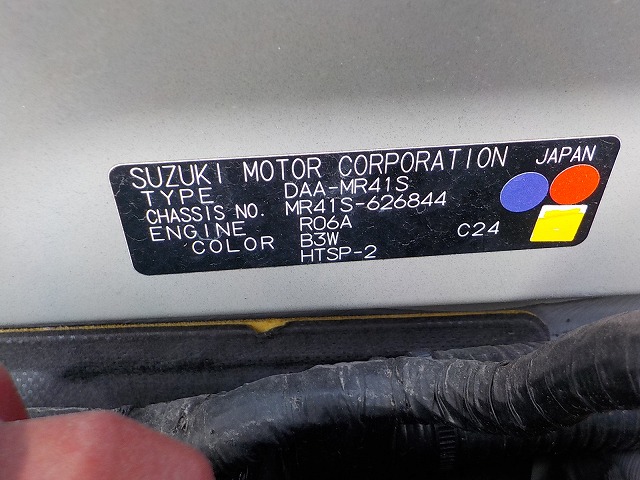 SUZUKI MOTOR CORPORATION JAPAN
TYPE DAA-MR41S
CHASSIS NO. MR41S-626844
ENGINE R06A
COLOR B3W C24
HTSP-2